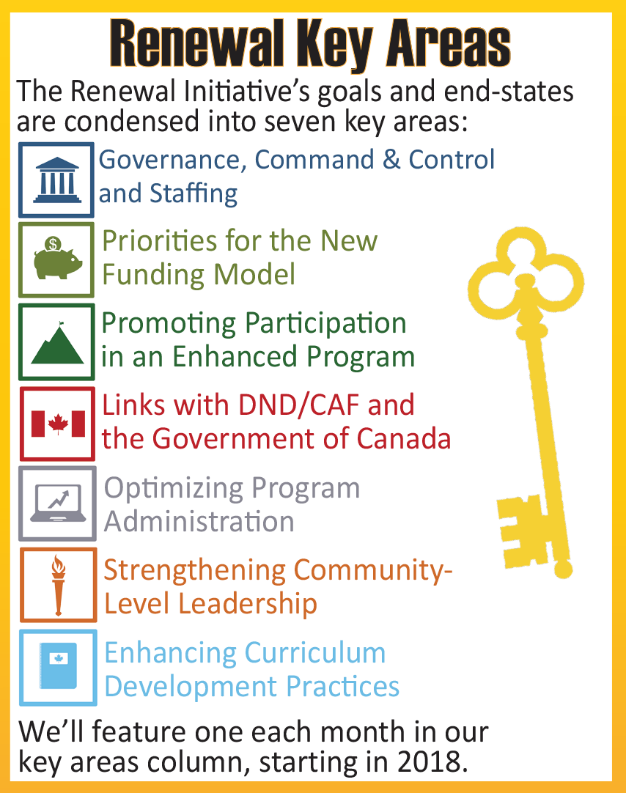 Renewal Key Areas
The Renewal Initiative's goals and end-states
are condensed into seven key areas:
Governance, Command & Control
and Staffing
$
Priorities for the New
Funding Model
Promoting Participation
in an Enhanced Program
Links with DND/CAF and
the Government of Canada
Optimizing Program
Administration
Strengthening Community-
Level Leadership
Enhancing Curriculum
Development Practices
We'll feature one each month in our
key areas column, starting in 2018.